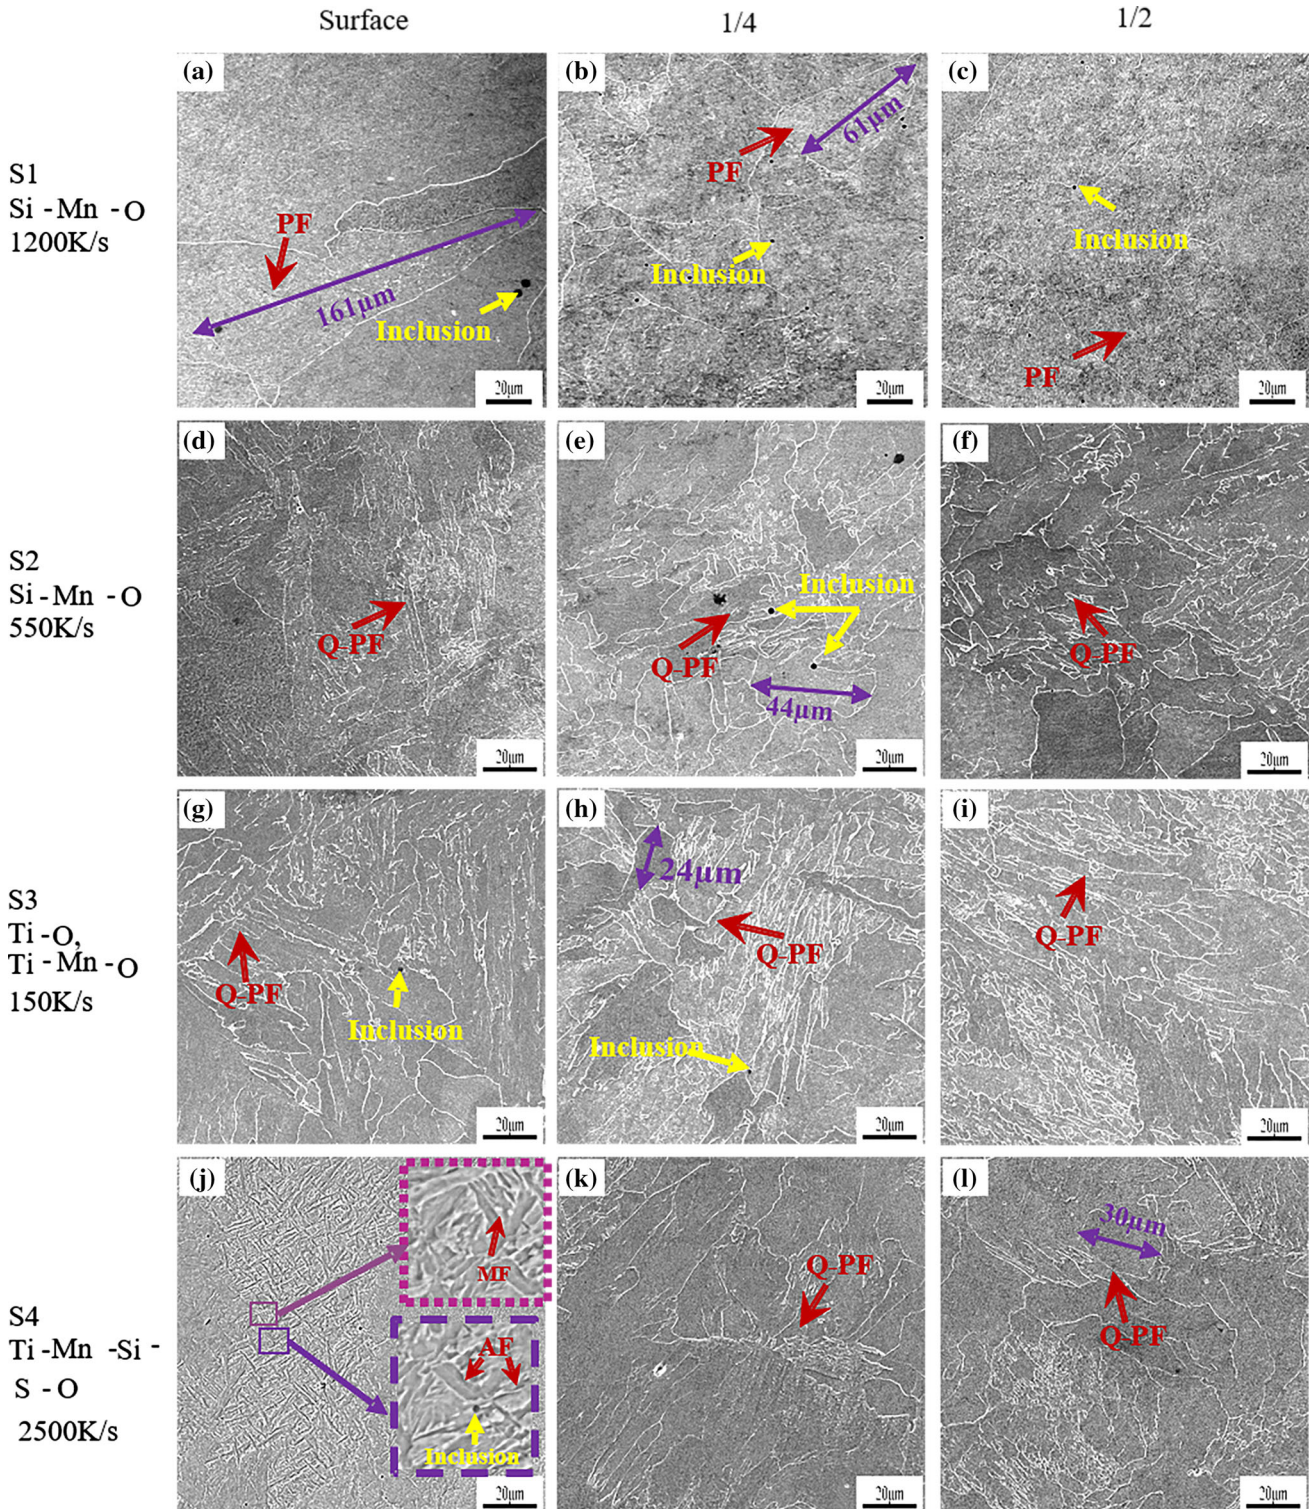 Surface 1/4 1/2
S1
Si - Mn - O
1200K/s
(a)
PF
161μm
Inclusion
20μm
(b)
PF
61μm
Inclusion
20μm
(c)
Inclusion
PF
20μm
S2
Si - Mn - O
550K/s
(d)
Q-PF
20μm
(e)
Inclusion
Q-PF
44μm
20μm
(f)
Q-PF
20μm
S3
Ti - O,
Ti - Mn - O
150K/s
(g)
Q-PF
Inclusion
20μm
(h)
24μm
Q-PF
Inclusion
20μm
(i)
Q-PF
20μm
S4
Ti - Mn - Si -
S - O
2500K/s
(j)
MF
AF
Inclusion
20μm
(k)
Q-PF
20μm
(l)
30μm
Q-PF
20μm